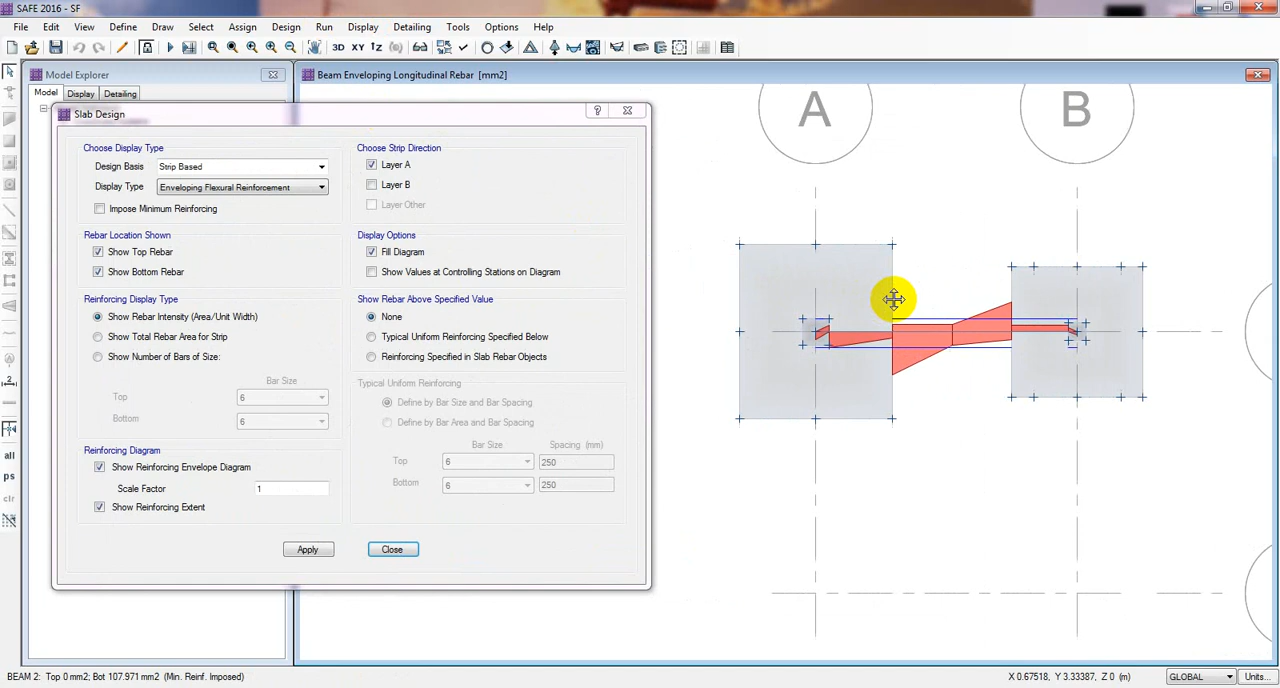 SAFE 2016 - SF
File Edit View Define Draw Select Assign Design Run Display Detailing Tools Options Help
3D XY
Model Explorer
Beam Enveloping Longitudinal Rebar [mm2]
Model Display Detailing
Slab Design
?
Choose Display Type
Design Basis Strip Based
Display Type Enveloping Flexural Reinforcement
Impose Minimum Reinforcing
Choose Strip Direction
Layer A
Layer B
Layer Other
Rebar Location Shown
Show Top Rebar
Show Bottom Rebar
Display Options
Fill Diagram
Show Values at Controlling Stations on Diagram
Reinforcing Display Type
Show Rebar Intensity (Area/Unit Width)
Show Total Rebar Area for Strip
Show Number of Bars of Size:
Bar Size
Top 6
Bottom 6
Show Rebar Above Specified Value
None
Typical Uniform Reinforcing Specified Below
Reinforcing Specified in Slab Rebar Objects
Typical Uniform Reinforcing
Define by Bar Size and Bar Spacing
Define by Bar Area and Bar Spacing
Bar Size Spacing (mm)
Top 6 250
Bottom 6 250
Reinforcing Diagram
Show Reinforcing Envelope Diagram
Scale Factor 1
Show Reinforcing Extent
Apply Close
A B
all
ps
clr
BEAM 2: Top 0 mm2; Bot 107.971 mm2 (Min. Reinf. Imposed)
X 0.67518, Y 3.33387, Z 0 (m)
GLOBAL
Units...